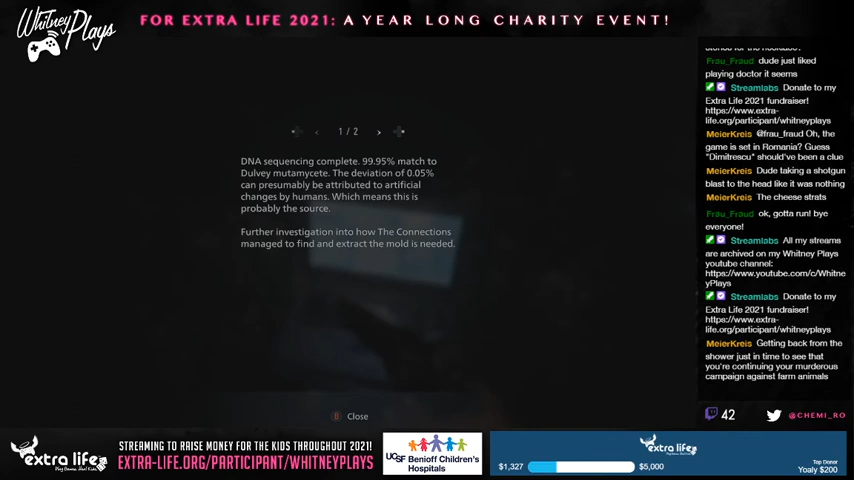 Whitney Plays
FOR EXTRA LIFE 2021: A YEAR LONG CHARITY EVENT!
1 / 2
DNA sequencing complete. 99.95% match to
Dulvey mutamycete. The deviation of 0.05%
can presumably be attributed to artificial
changes by humans. Which means this is
probably the source.
Further investigation into how The Connections
managed to find and extract the mold is needed.
Close
Frau_Fraud dude just liked
playing doctor it seems
Streamlabs Donate to my
Extra Life 2021 fundraiser!
https://www.extra-
life.org/participant/whitneyplays
MeierKreis @frau_fraud Oh, the
game is set in Romania? Guess
"Dimitrescu" should've been a clue
MeierKreis Dude taking a shotgun
blast to the head like it was nothing
MeierKreis The cheese strats
Frau_Fraud ok, gotta run! bye
everyone!
Streamlabs All my streams
are archived on my Whitney Plays
youtube channel:
https://www.youtube.com/c/Whitne
yPlays
Streamlabs Donate to my
Extra Life 2021 fundraiser!
https://www.extra-
life.org/participant/whitneyplays
MeierKreis Getting back from the
shower just in time to see that
you're continuing your murderous
campaign against farm animals
42
@CHEMI_RO
extra life
Play Games. Heal Kids.
STREAMING TO RAISE MONEY FOR THE KIDS THROUGHOUT 2021!
EXTRA-LIFE.ORG/PARTICIPANT/WHITNEYPLAYS
UCSF Benioff Children's
Hospitals
extra life
$1,327
$5,000
Top Donor
Yoaly $200